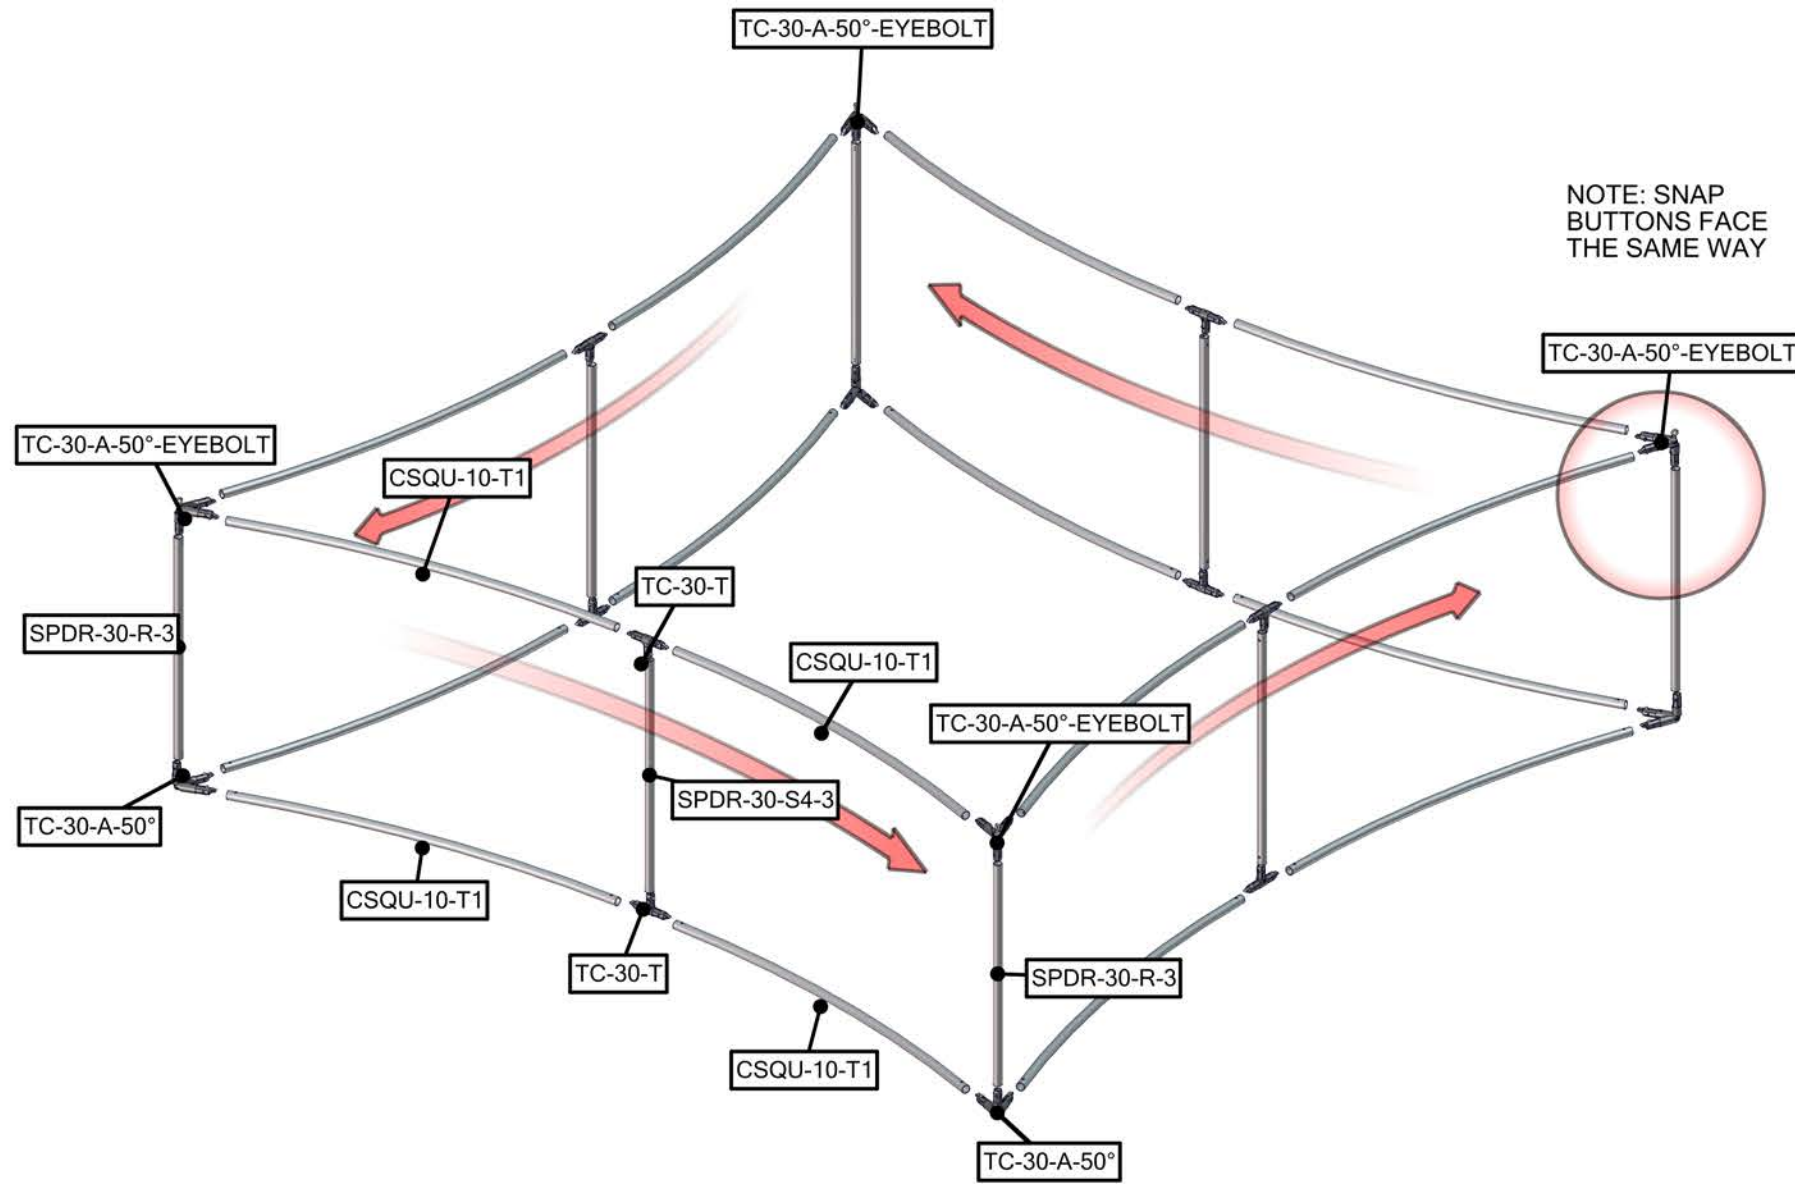 TC-30-A-50°-EYEBOLT
NOTE: SNAP
BUTTONS FACE
THE SAME WAY
TC-30-A-50°-EYEBOLT
TC-30-A-50°-EYEBOLT
CSQU-10-T1
TC-30-T
SPDR-30-R-3
CSQU-10-T1
TC-30-A-50°-EYEBOLT
SPDR-30-S4-3
TC-30-A-50°
CSQU-10-T1
TC-30-T
SPDR-30-R-3
CSQU-10-T1
TC-30-A-50°